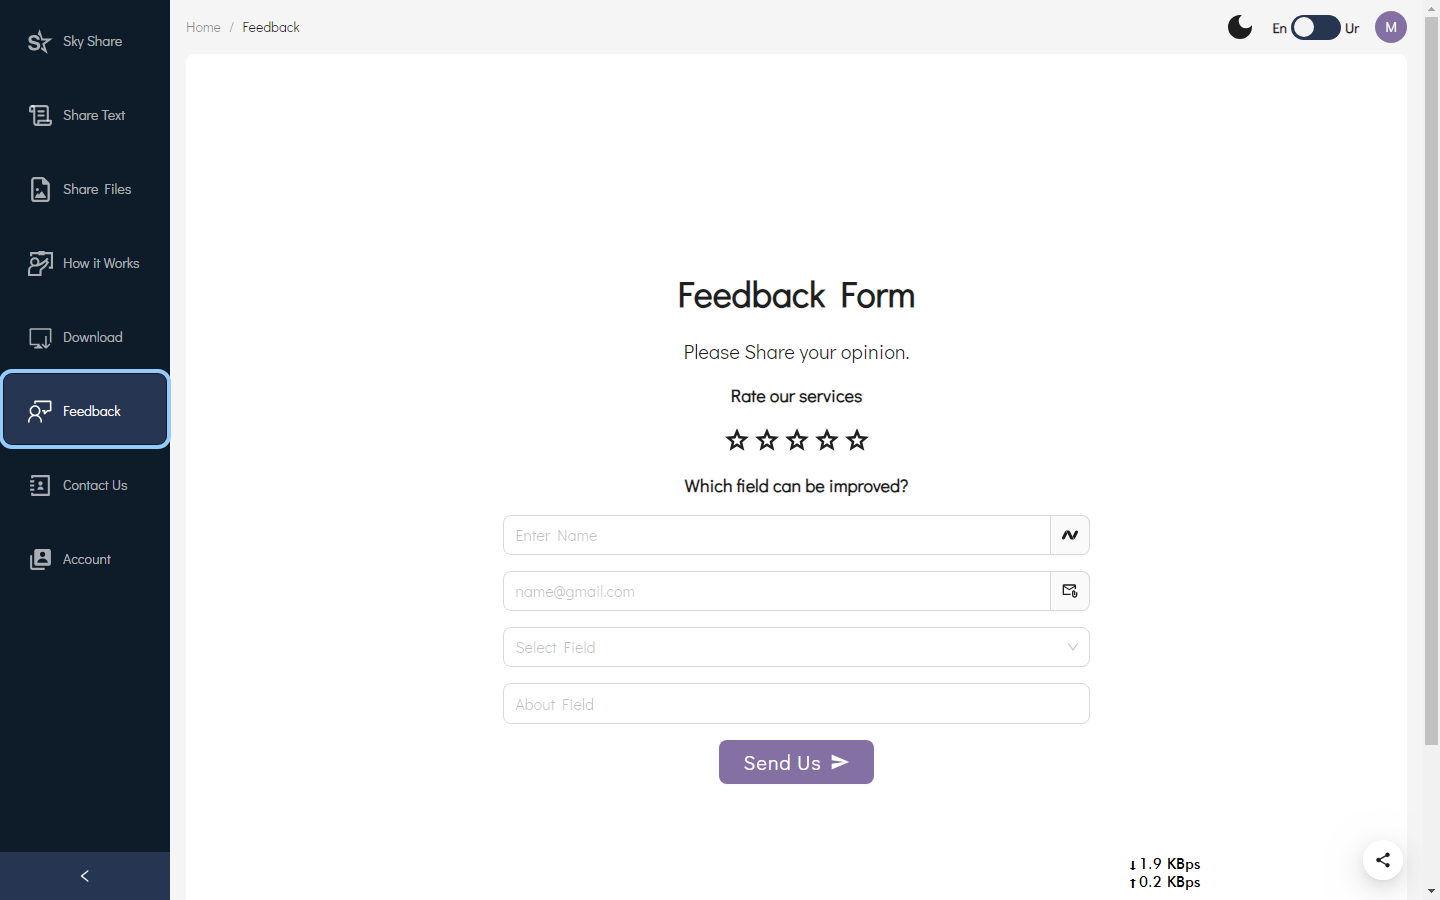 Sky Share
Share Text
Share Files
How it Works
Download
Feedback
Contact Us
Account
Home / Feedback
En Ur M
Feedback Form
Please Share your opinion.
Rate our services
Which field can be improved?
Enter Name
name@gmail.com
Select Field
About Field
Send Us
1.9 KBps
0.2 KBps